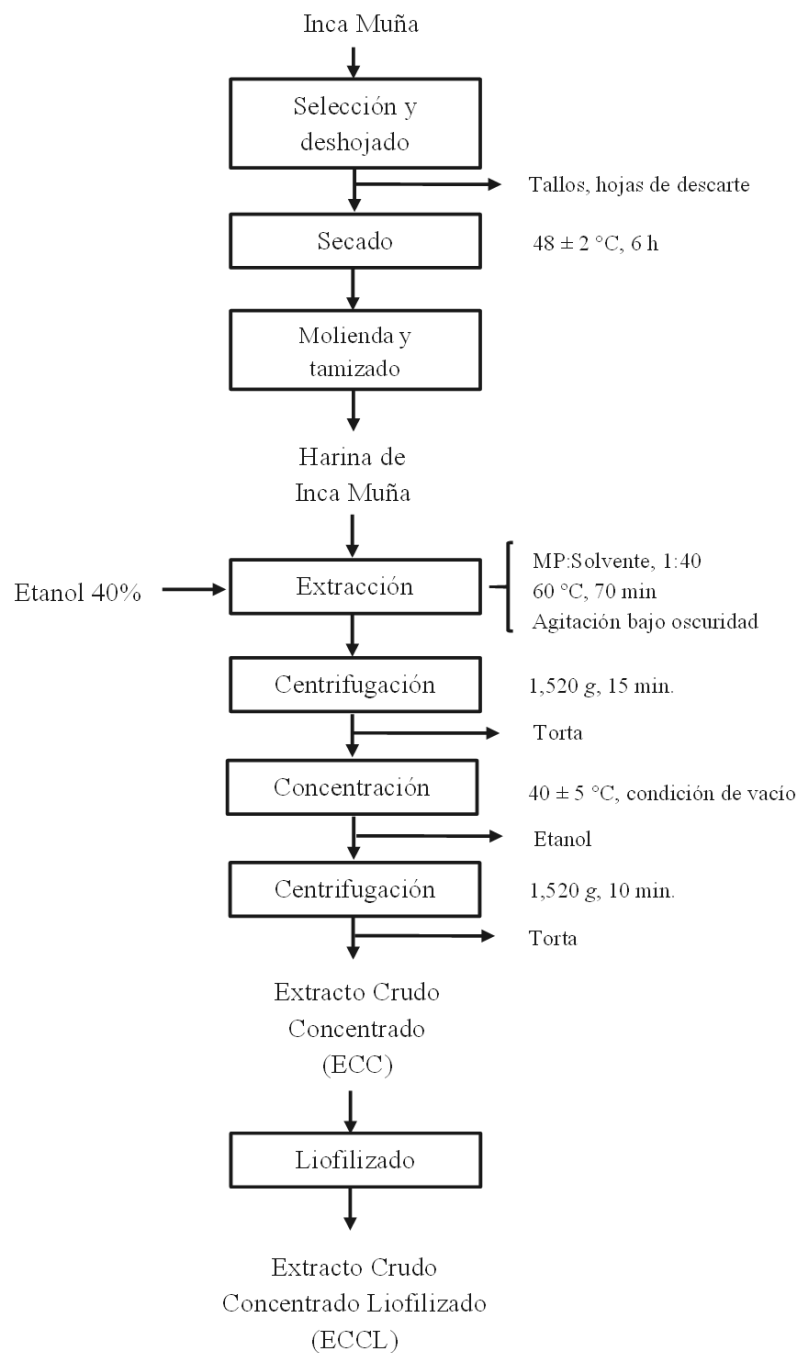 Inca Muña
Selección y
deshojado
Tallos, hojas de descarte
Secado
48 ± 2 °C, 6 h
Molienda y
tamizado
Harina de
Inca Muña
Etanol 40%
Extracción
MP:Solvente, 1:40
60 °C, 70 min
Agitación bajo oscuridad
Centrifugación
1,520 g, 15 min.
Torta
Concentración
40 ± 5 °C, condición de vacío
Etanol
Centrifugación
1,520 g, 10 min.
Torta
Extracto Crudo
Concentrado
(ECC)
Liofilizado
Extracto Crudo
Concentrado Liofilizado
(ECCL)